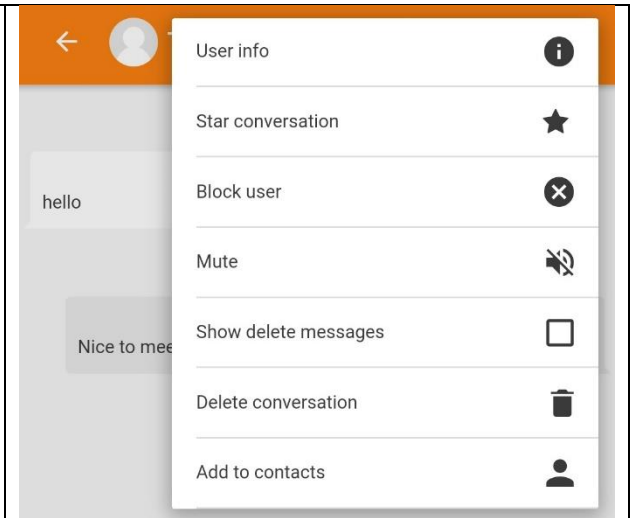 User info
Star conversation
Block user
hello
Mute
Show delete messages
Nice to mee
Delete conversation
Add to contacts